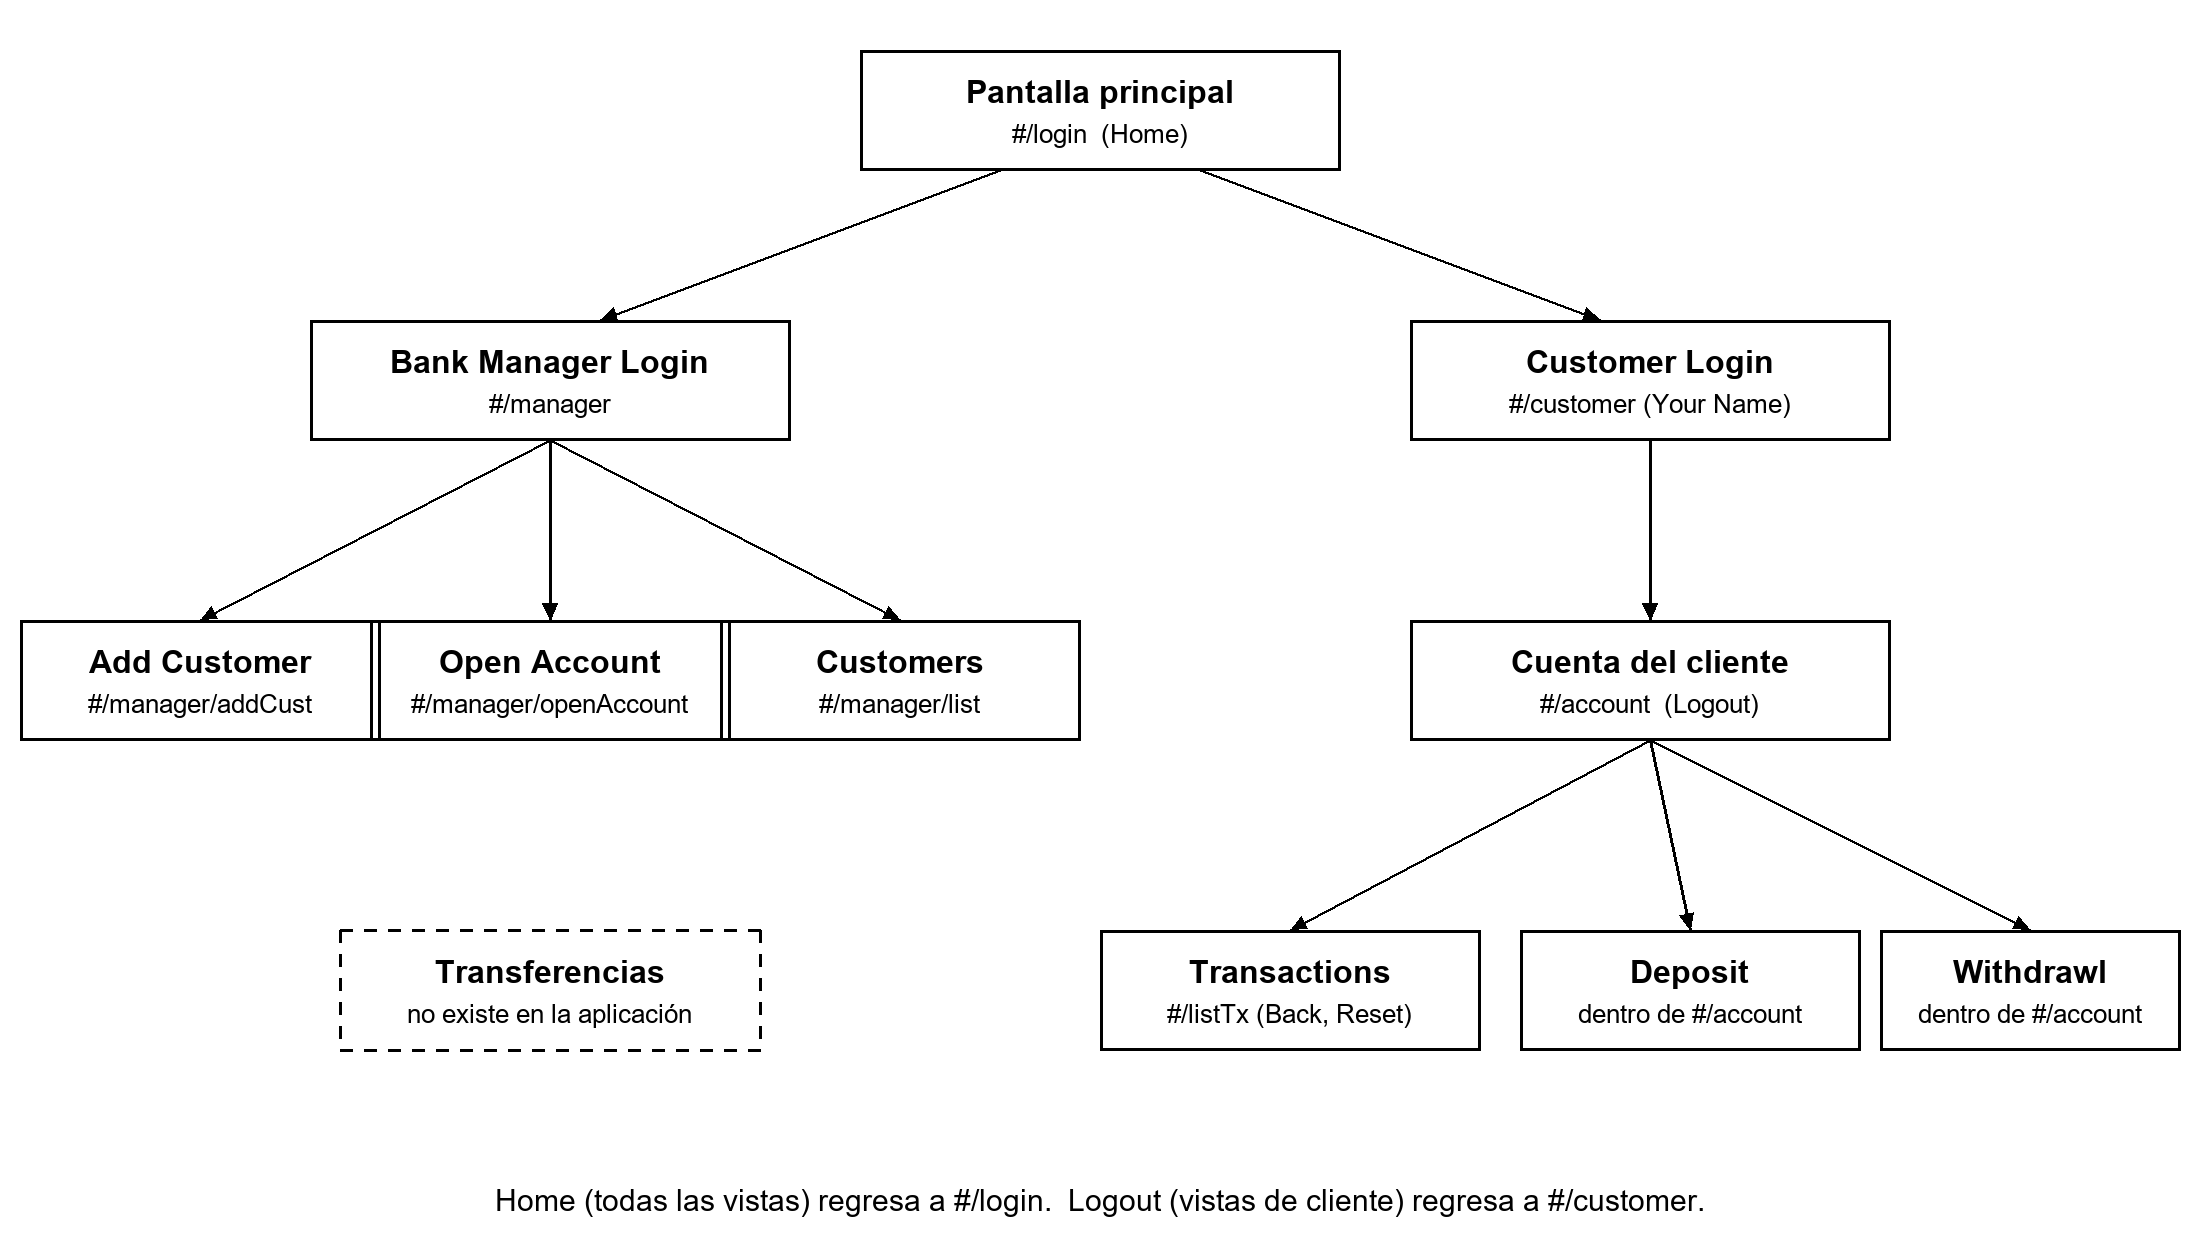 Pantalla principal
#/login  (Home)
Bank Manager Login
#/manager
Customer Login
#/customer (Your Name)
Add Customer
#/manager/addCust
Open Account
#/manager/openAccount
Customers
#/manager/list
Cuenta del cliente
#/account  (Logout)
Transferencias
no existe en la aplicación
Transactions
#/listTx (Back, Reset)
Deposit
dentro de #/account
Withdrawl
dentro de #/account
Home (todas las vistas) regresa a #/login.  Logout (vistas de cliente) regresa a #/customer.